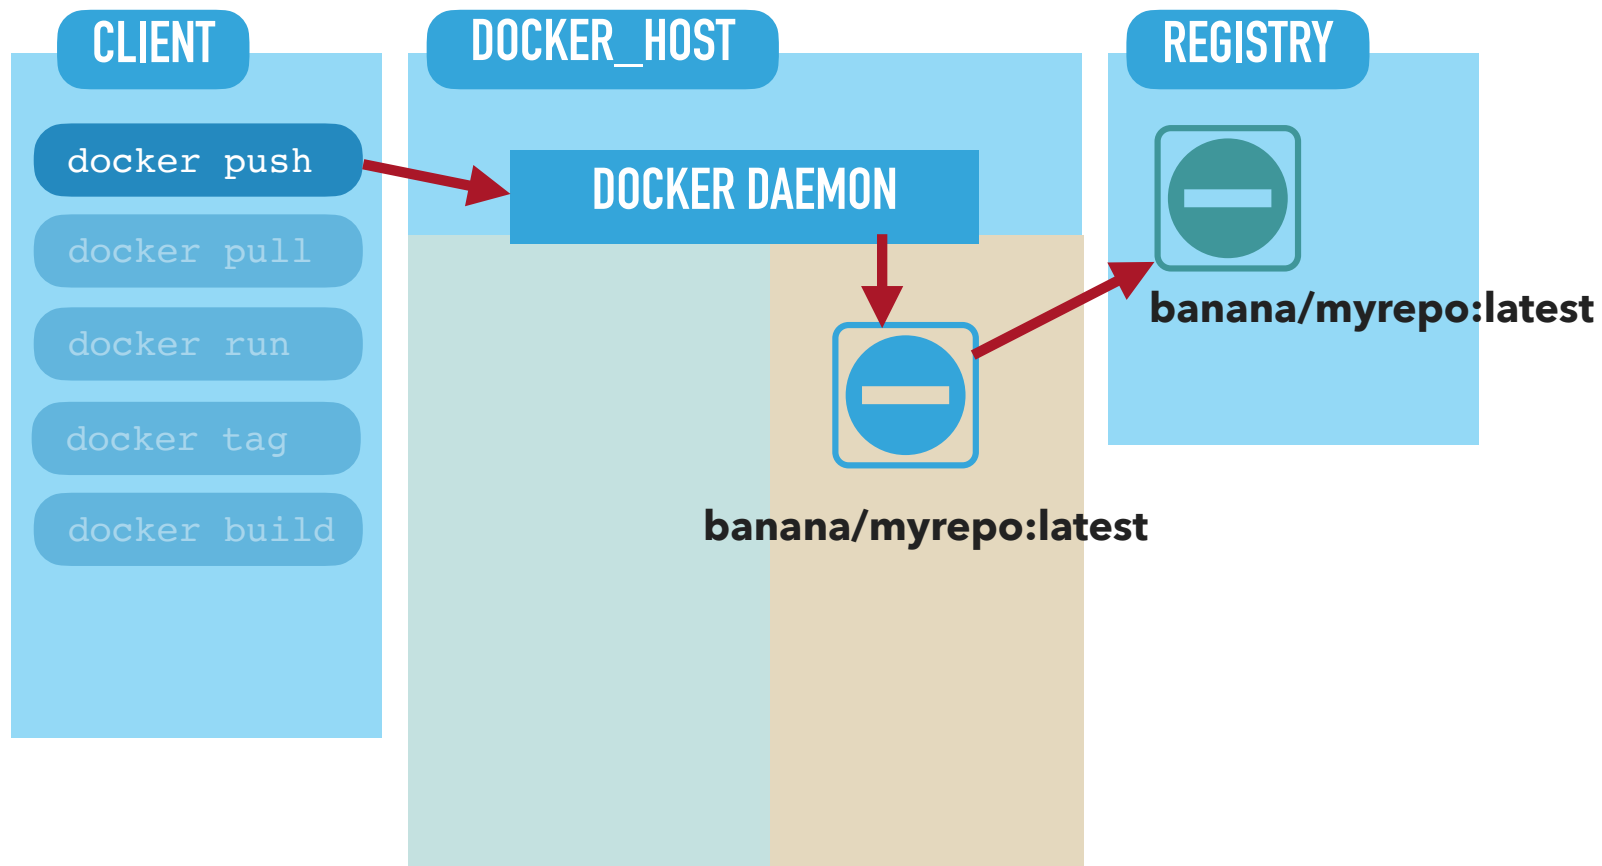 CLIENT
DOCKER_HOST
REGISTRY
docker push
docker pull
docker run
docker tag
docker build
DOCKER DAEMON
banana/myrepo:latest
banana/myrepo:latest